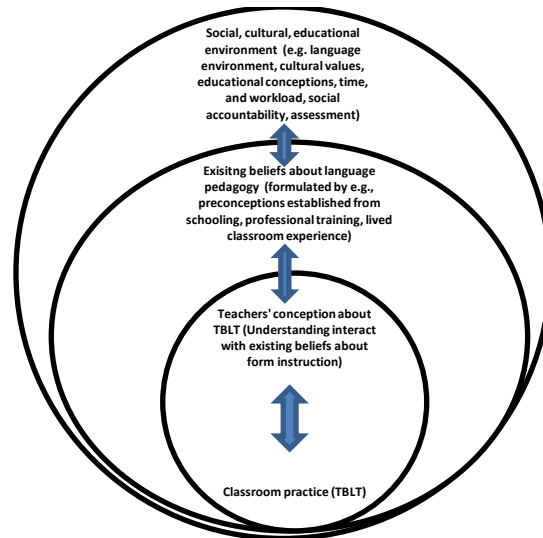 Social, cultural, educational
environment (e.g. language
environment, cultural values,
educational conceptions, time,
and workload, social
accountability, assessment)
Exisitng beliefs about language
pedagogy (formulated by e.g.,
preconceptions established from
schooling, professional training, lived
classroom experience)
Teachers' conception about
TBLT (Understanding interact
with existing beliefs about
form instruction)
Classroom practice (TBLT)